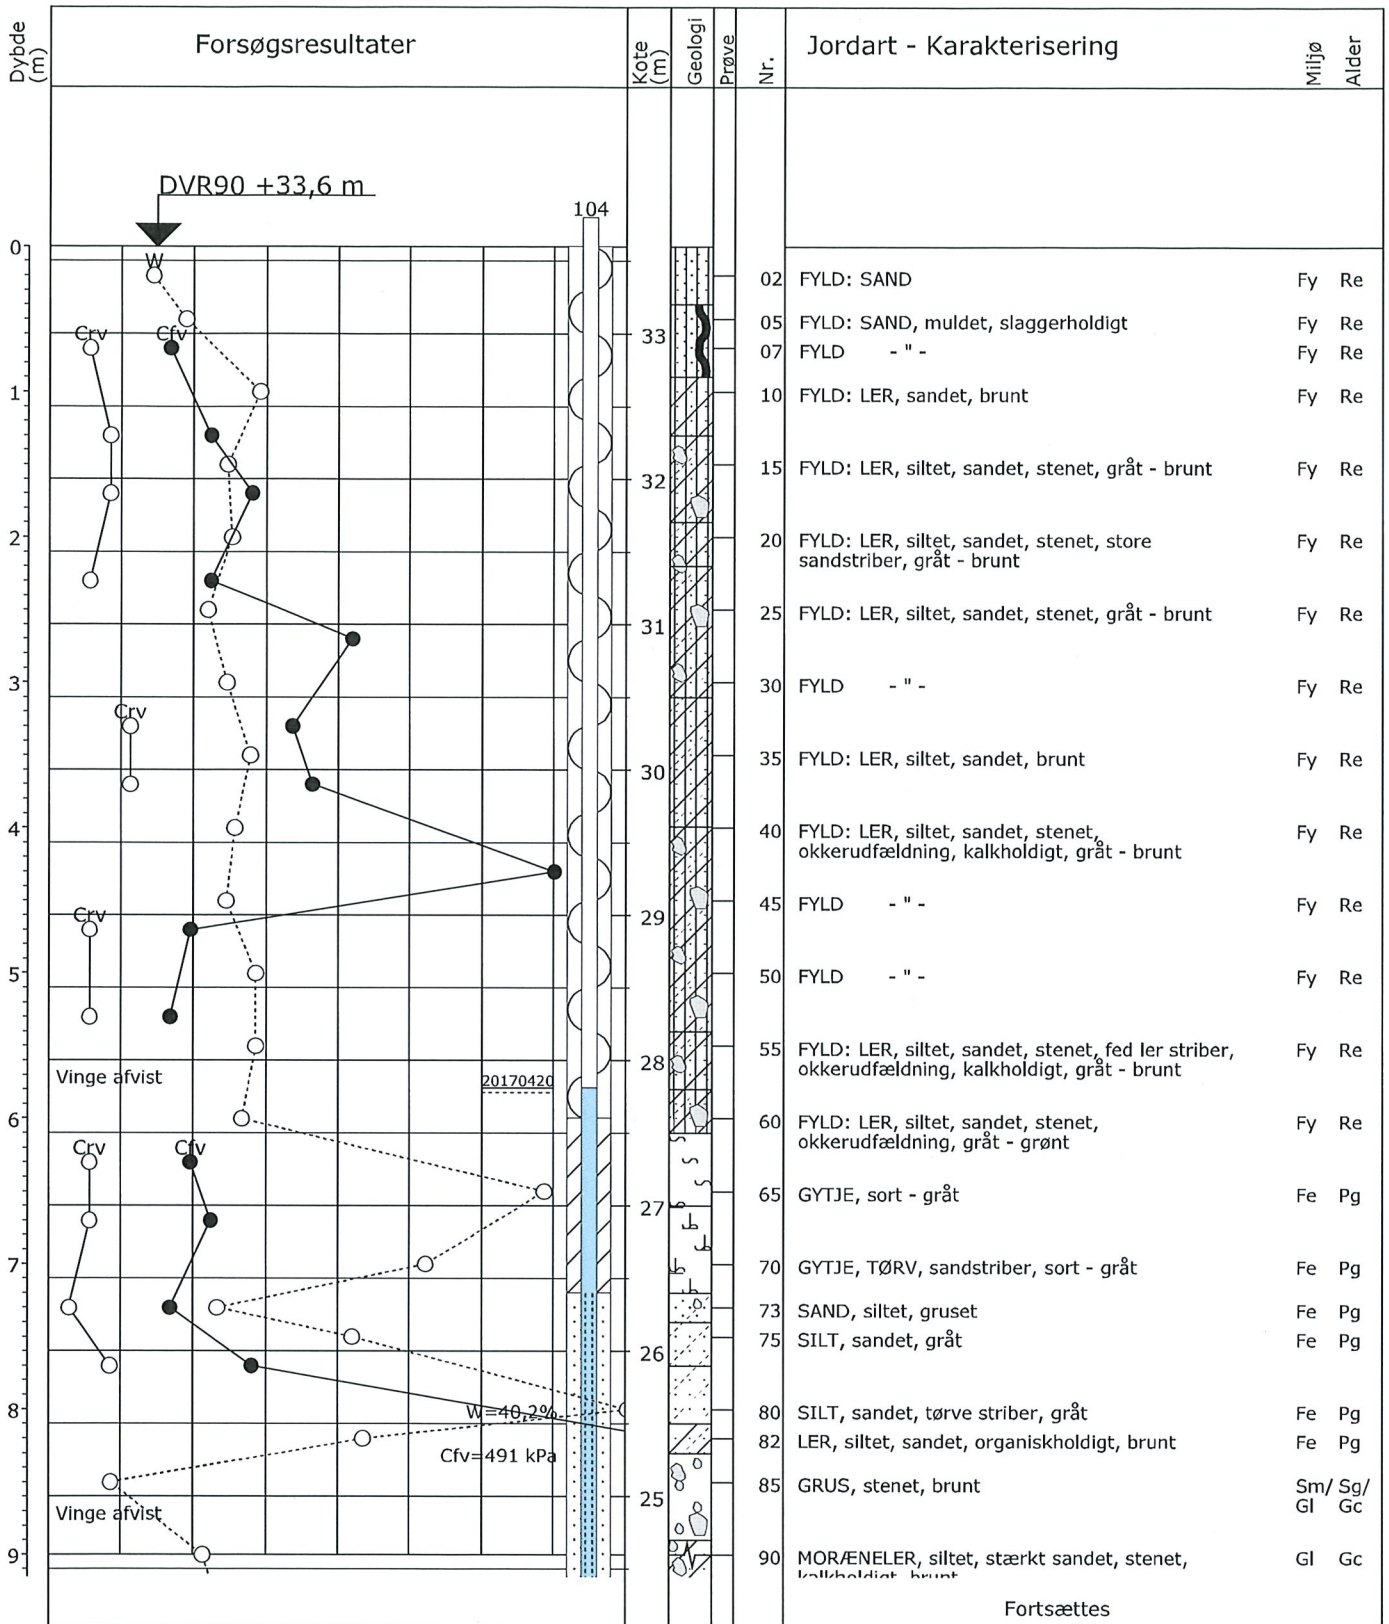 Dybde
(m)
Forsøgsresultater
Kote
(m)
Geologi
Prøve
Nr.
Jordart - Karakterisering
Miljø
Alder
DVR90 +33,6 m
104
0
W
02 FYLD: SAND Fy Re
Crv Cfv
33
05 FYLD: SAND, muldet, slaggerholdigt Fy Re
07 FYLD - " - Fy Re
1
10 FYLD: LER, sandet, brunt Fy Re
32
15 FYLD: LER, siltet, sandet, stenet, gråt - brunt Fy Re
2
20 FYLD: LER, siltet, sandet, stenet, store Fy Re
sandstriber, gråt - brunt
31
25 FYLD: LER, siltet, sandet, stenet, gråt - brunt Fy Re
3
30 FYLD - " - Fy Re
Crv
30
35 FYLD: LER, siltet, sandet, brunt Fy Re
4
40 FYLD: LER, siltet, sandet, stenet, Fy Re
okkerudfældning, kalkholdigt, gråt - brunt
Crv
29
45 FYLD - " - Fy Re
5
50 FYLD - " - Fy Re
28
55 FYLD: LER, siltet, sandet, stenet, fed ler striber, Fy Re
okkerudfældning, kalkholdigt, gråt - brunt
Vinge afvist
20170420
6
60 FYLD: LER, siltet, sandet, stenet, Fy Re
okkerudfældning, gråt - grønt
Crv Cfv
27
65 GYTJE, sort - gråt Fe Pg
7
70 GYTJE, TØRV, sandstriber, sort - gråt Fe Pg
73 SAND, siltet, gruset Fe Pg
26
75 SILT, sandet, gråt Fe Pg
8
W=40,2%
80 SILT, sandet, tørve striber, gråt Fe Pg
82 LER, siltet, sandet, organiskholdigt, brunt Fe Pg
Cfv=491 kPa
25
85 GRUS, stenet, brunt Sm/ Sg/
Gl Gc
Vinge afvist
9
90 MORÆNELER, siltet, stærkt sandet, stenet, Gl Gc
kalkholdigt, brunt
Fortsættes